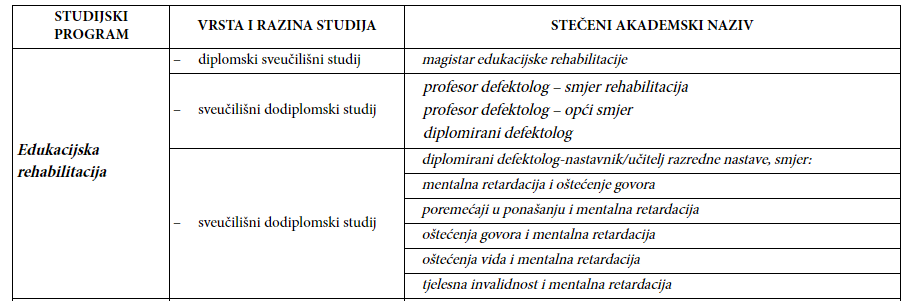 STUDIJSKI PROGRAM
VRSTA I RAZINA STUDIJA
STEČENI AKADEMSKI NAZIV
Edukacijska rehabilitacija
– diplomski sveučilišni studij
magistar edukacijske rehabilitacije
– sveučilišni dodiplomski studij
profesor defektolog – smjer rehabilitacija
profesor defektolog – opći smjer
diplomirani defektolog
– sveučilišni dodiplomski studij
diplomirani defektolog-nastavnik/učitelj razredne nastave, smjer:
mentalna retardacija i oštećenje govora
poremećaji u ponašanju i mentalna retardacija
oštećenja govora i mentalna retardacija
oštećenja vida i mentalna retardacija
tjelesna invalidnost i mentalna retardacija